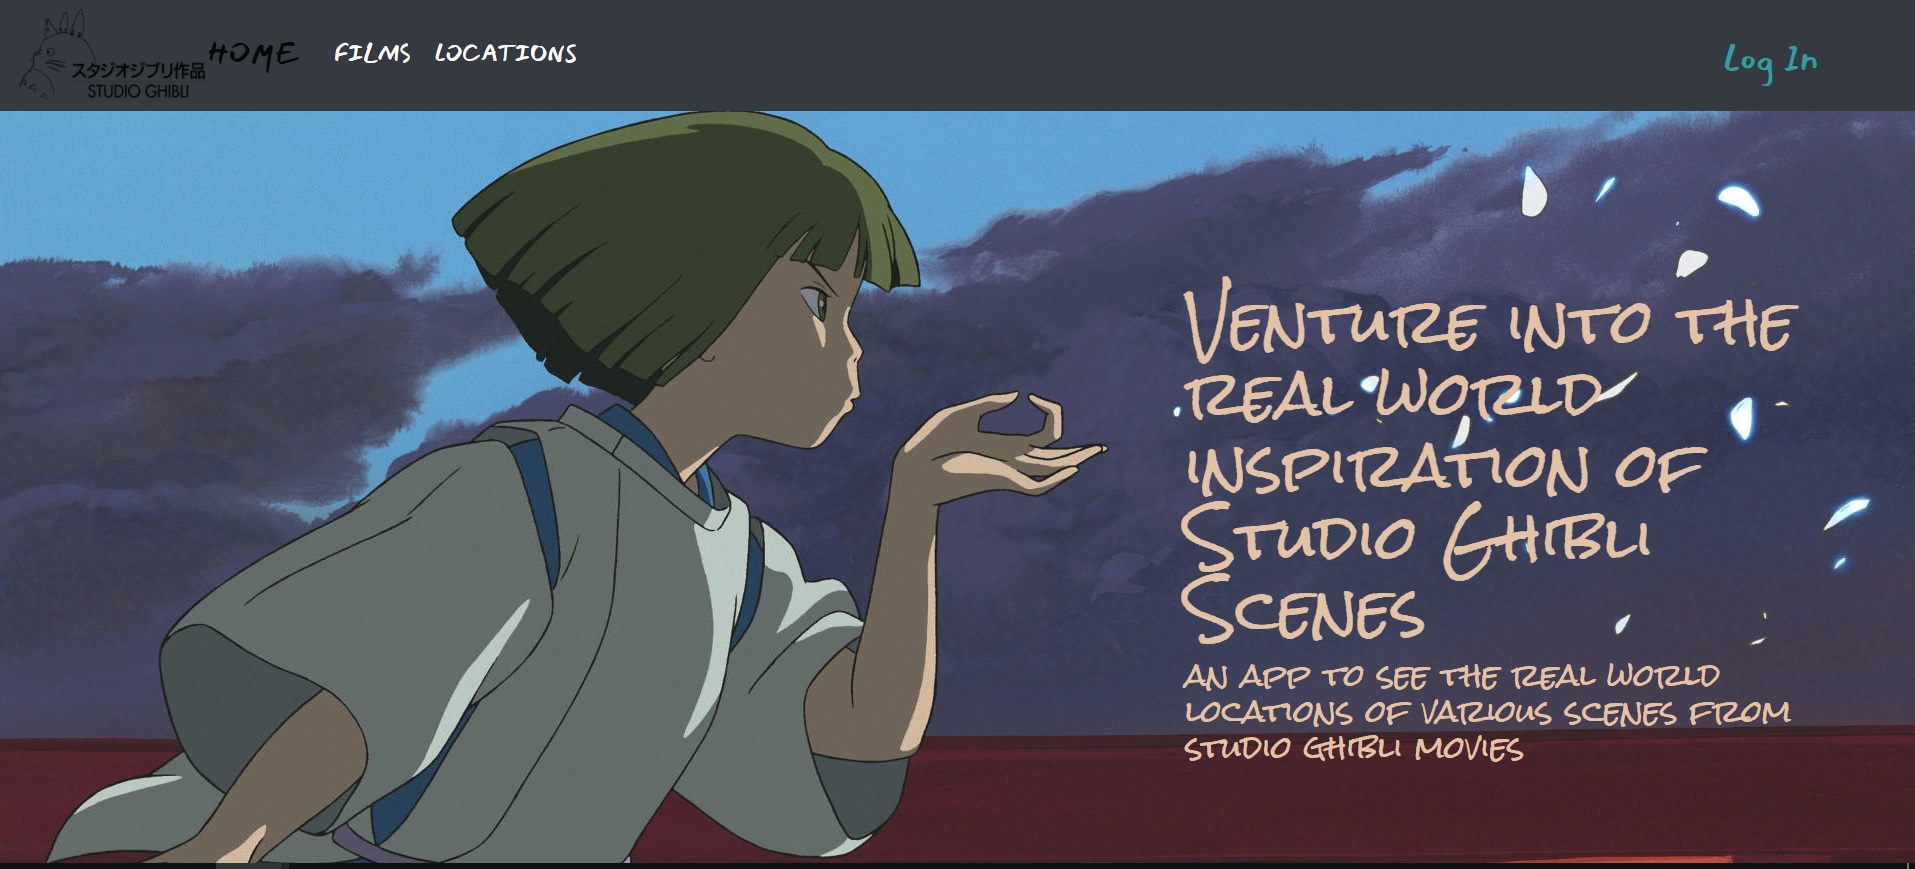 スタジオジブリ作品
STUDIO GHIBLI
HOME FILMS LOCATIONS
Log In
VENTURE INTO THE
REAL WORLD
INSPIRATION OF
STUDIO GHIBLI
SCENES
AN APP TO SEE THE REAL WORLD
LOCATIONS OF VARIOUS SCENES FROM
STUDIO GHIBLI MOVIES